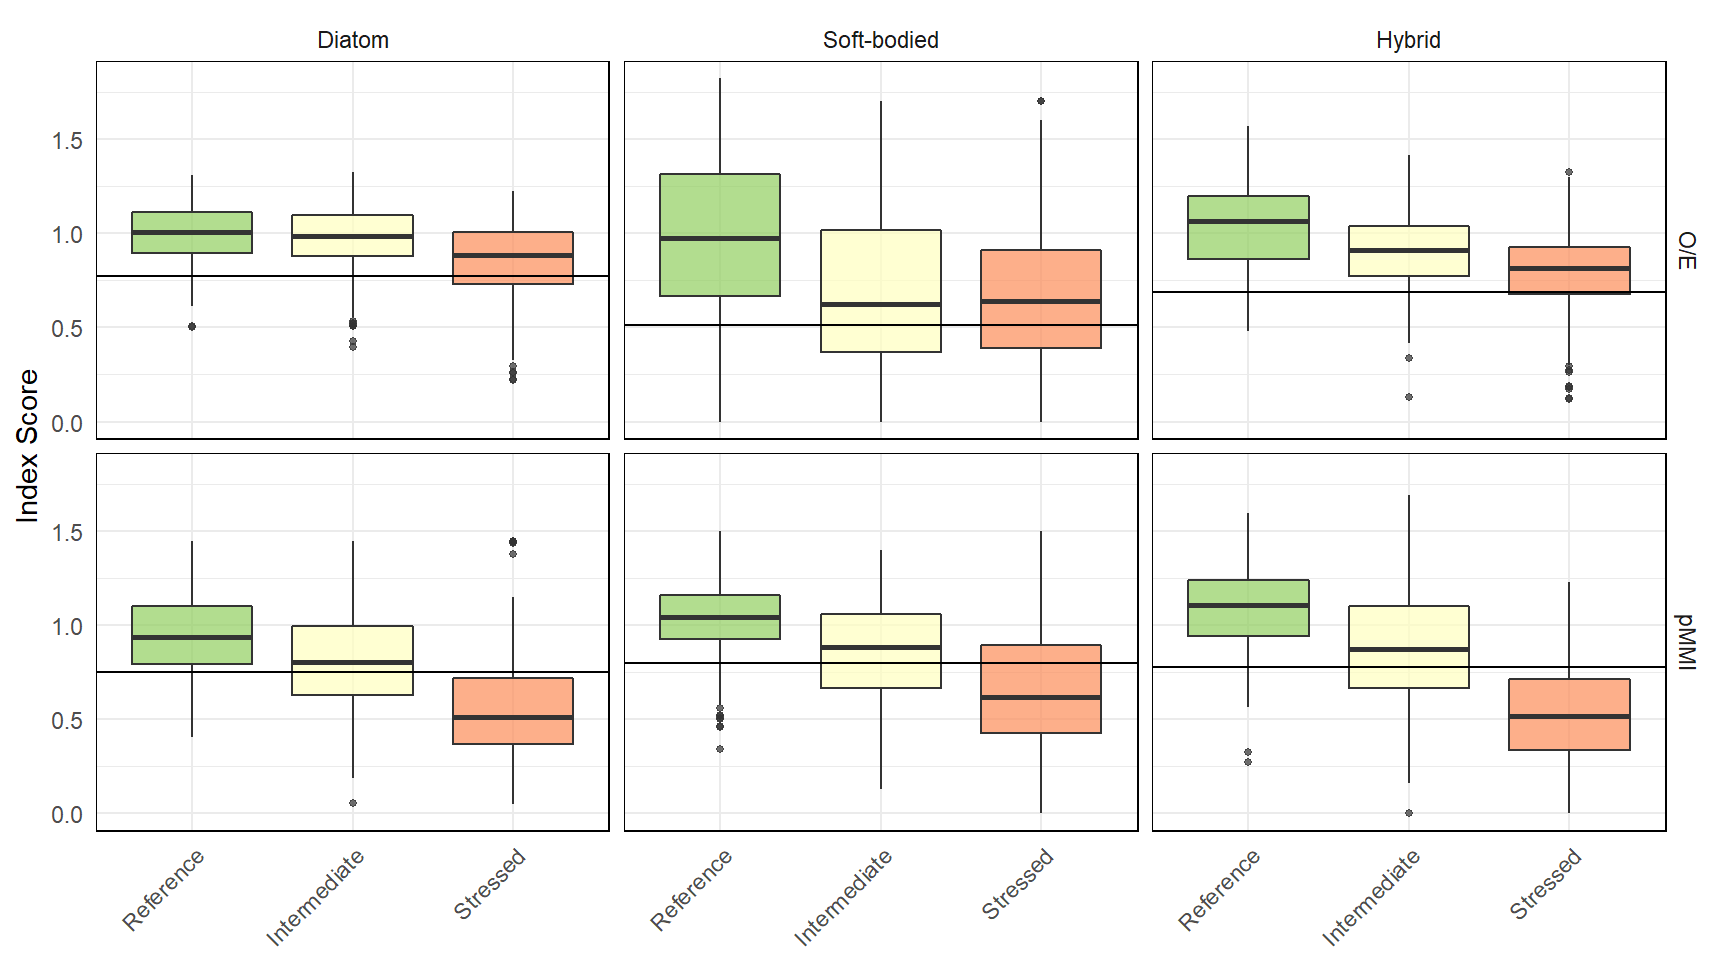 Diatom
Soft-bodied
Hybrid
Index Score
1.5
1.0
0.5
0.0
O/E
1.5
1.0
0.5
0.0
pMMI
Reference
Intermediate
Stressed
Reference
Intermediate
Stressed
Reference
Intermediate
Stressed